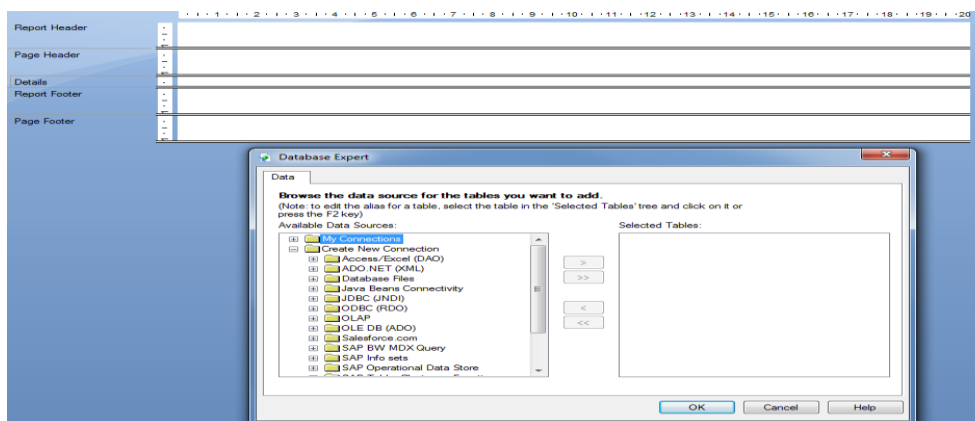 1 2 3 4 5 6 7 8 9 10 11 12 13 14 15 16 17 18 19 20
Report Header
Page Header
Details
Report Footer
Page Footer
Database Expert
Data
Browse the data source for the tables you want to add.
(Note: to edit the alias for a table, select the table in the 'Selected Tables' tree and click on it or
press the F2 key)
Available Data Sources:
Selected Tables:
My Connections
Create New Connection
Access/Excel (DAO)
ADO.NET (XML)
Database Files
Java Beans Connectivity
JDBC (JNDI)
ODBC (RDO)
OLAP
OLE DB (ADO)
Salesforce.com
SAP BW MDX Query
SAP Info sets
SAP Operational Data Store
>
>>
<
<<
OK
Cancel
Help